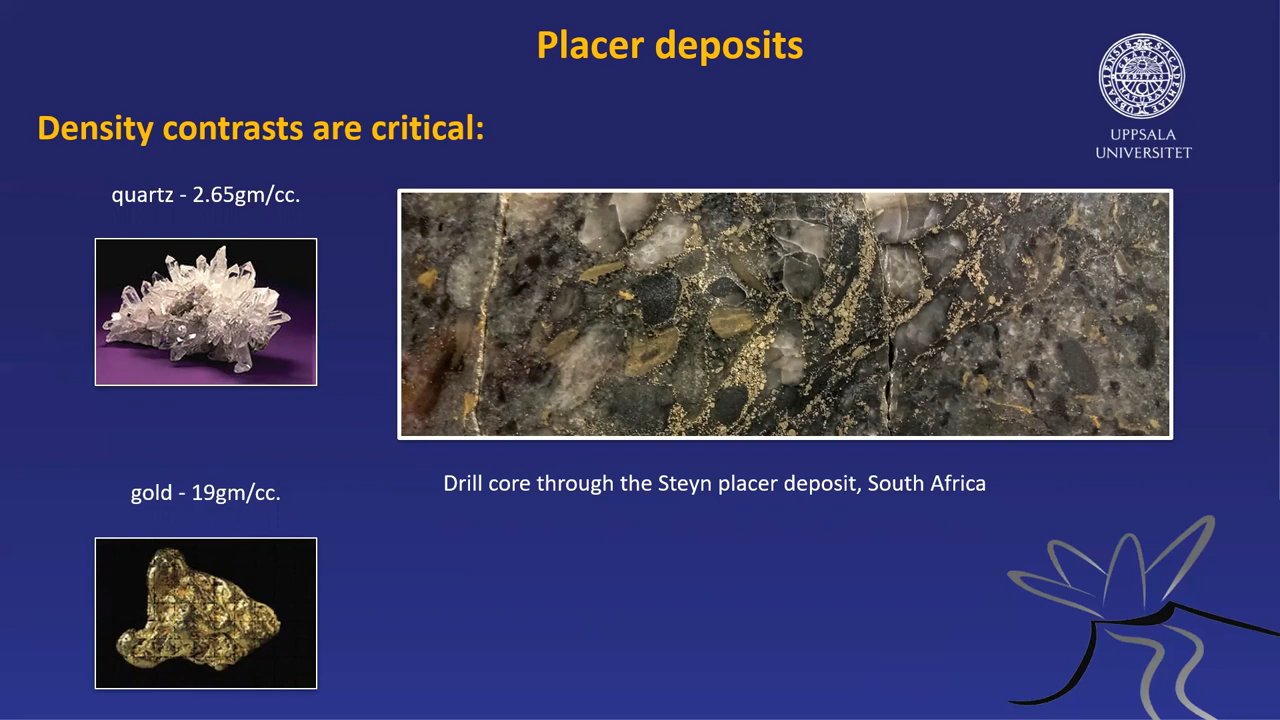 Placer deposits
Density contrasts are critical:
UPPSALA
UNIVERSITET
quartz - 2.65gm/cc.
gold - 19gm/cc.
Drill core through the Steyn placer deposit, South Africa